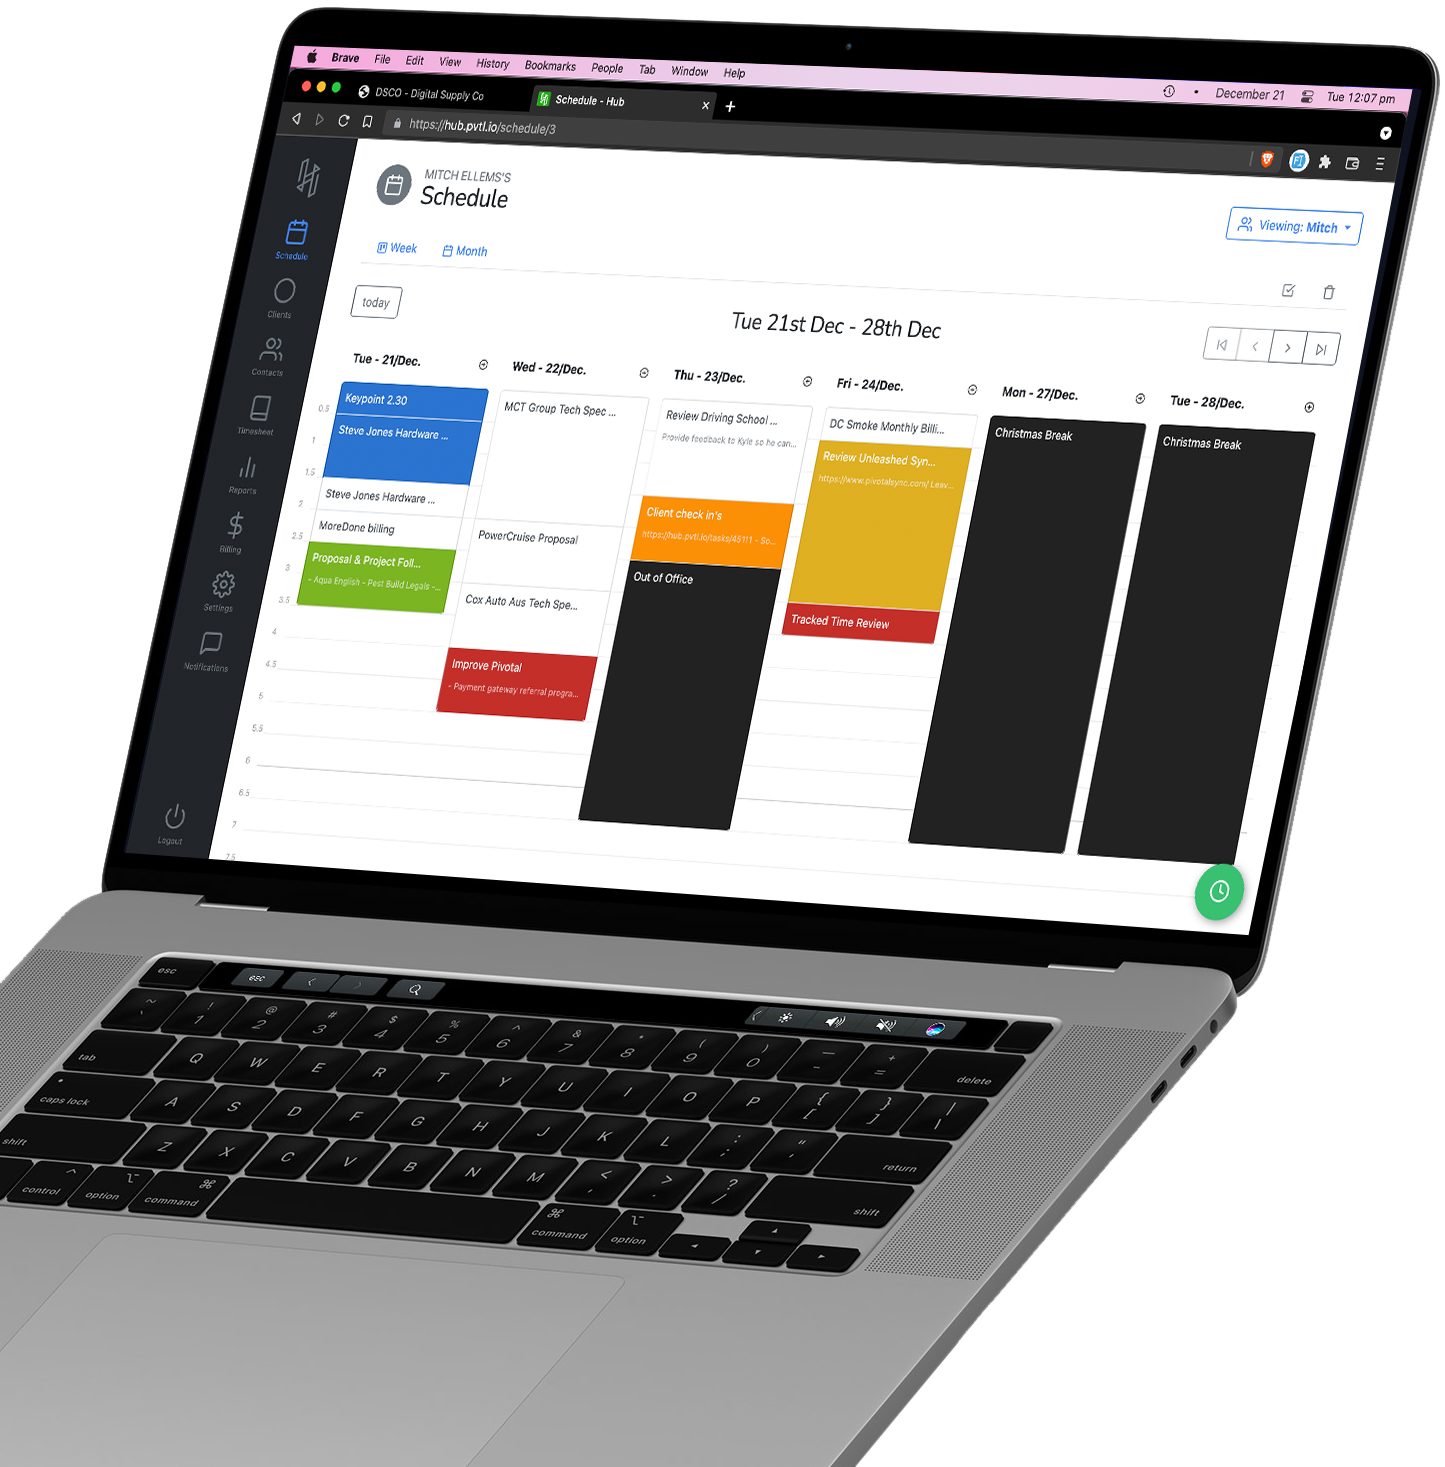 Brave File Edit View History Bookmarks People Tab Window Help
December 21 Tue 12:07 pm
DSCO - Digital Supply Co
Schedule - Hub
https://hub.pvtl.io/schedule/3
MITCH ELLEMS'S
Schedule
Viewing: Mitch
Week Month
today
Tue 21st Dec - 28th Dec
Schedule
Clients
Contacts
Timesheet
Reports
Billing
Settings
Notifications
Logout
Tue - 21/Dec.
Wed - 22/Dec.
Thu - 23/Dec.
Fri - 24/Dec.
Mon - 27/Dec.
Tue - 28/Dec.
0.5
1
1.5
2
2.5
3
3.5
4
4.5
5
5.5
6
6.5
7
7.5
Keypoint 2.30
Steve Jones Hardware ...
Steve Jones Hardware ...
MoreDone billing
Proposal & Project Foll...
- Aqua English - Pest Build Legals -...
MCT Group Tech Spec ...
PowerCruise Proposal
Cox Auto Aus Tech Spe...
Improve Pivotal
- Payment gateway referral progra...
Review Driving School ...
Provide feedback to Kyle so he can...
Client check in's
https://hub.pvtl.io/tasks/45111 - So...
Out of Office
DC Smoke Monthly Billi...
Review Unleashed Syn...
https://www.pivotalsync.com/ Leav...
Tracked Time Review
Christmas Break
Christmas Break
esc esc
~ ! @ # $ % ^ & * ( ) — +
` 1 2 3 4 5 6 7 8 9 0 - = delete
tab Q W E R T Y U I O P { [ } ] | \
caps lock A S D F G H J K L : ; " ' return
shift Z X C V B N M < , > . ? / shift
control option command command option